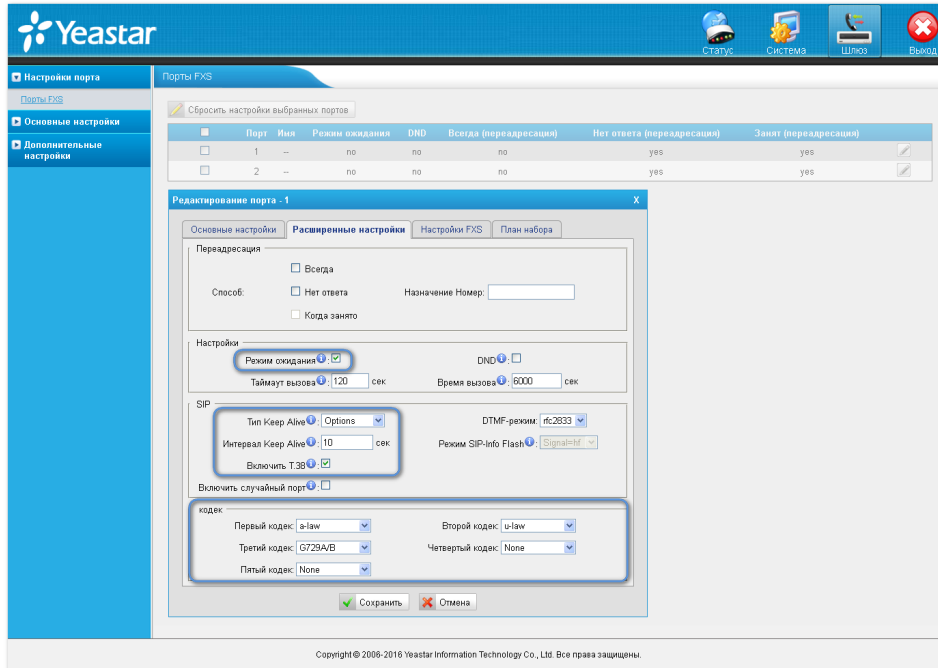 Yeastar
Статус Система Шлюз Выход
Настройки порта
Порты FXS
Основные настройки
Дополнительные
настройки
Порты FXS
Сбросить настройки выбранных портов
Порт Имя Режим ожидания DND Всегда (переадресация) Нет ответа (переадресация) Занят (переадресация)
1 -- no no no yes yes
2 -- no no no yes yes
Редактирование порта - 1 X
Основные настройки Расширенные настройки Настройки FXS План набора
Переадресация
Всегда
Способ: Нет ответа Назначение Номер:
Когда занято
Настройки
Режим ожидания: DND:
Таймаут вызова: 120 сек Время вызова: 6000 сек
SIP
Тип Keep Alive: Options DTMF-режим: rfc2833
Интервал Keep Alive: 10 сек Режим SIP-Info Flash: Signal=hf
Включить T.38:
Включить случайный порт:
кодек
Первый кодек: a-law Второй кодек: u-law
Третий кодек: G729A/B Четвертый кодек: None
Пятый кодек: None
Сохранить Отмена
Copyright © 2006-2016 Yeastar Information Technology Co., Ltd. Все права защищены.